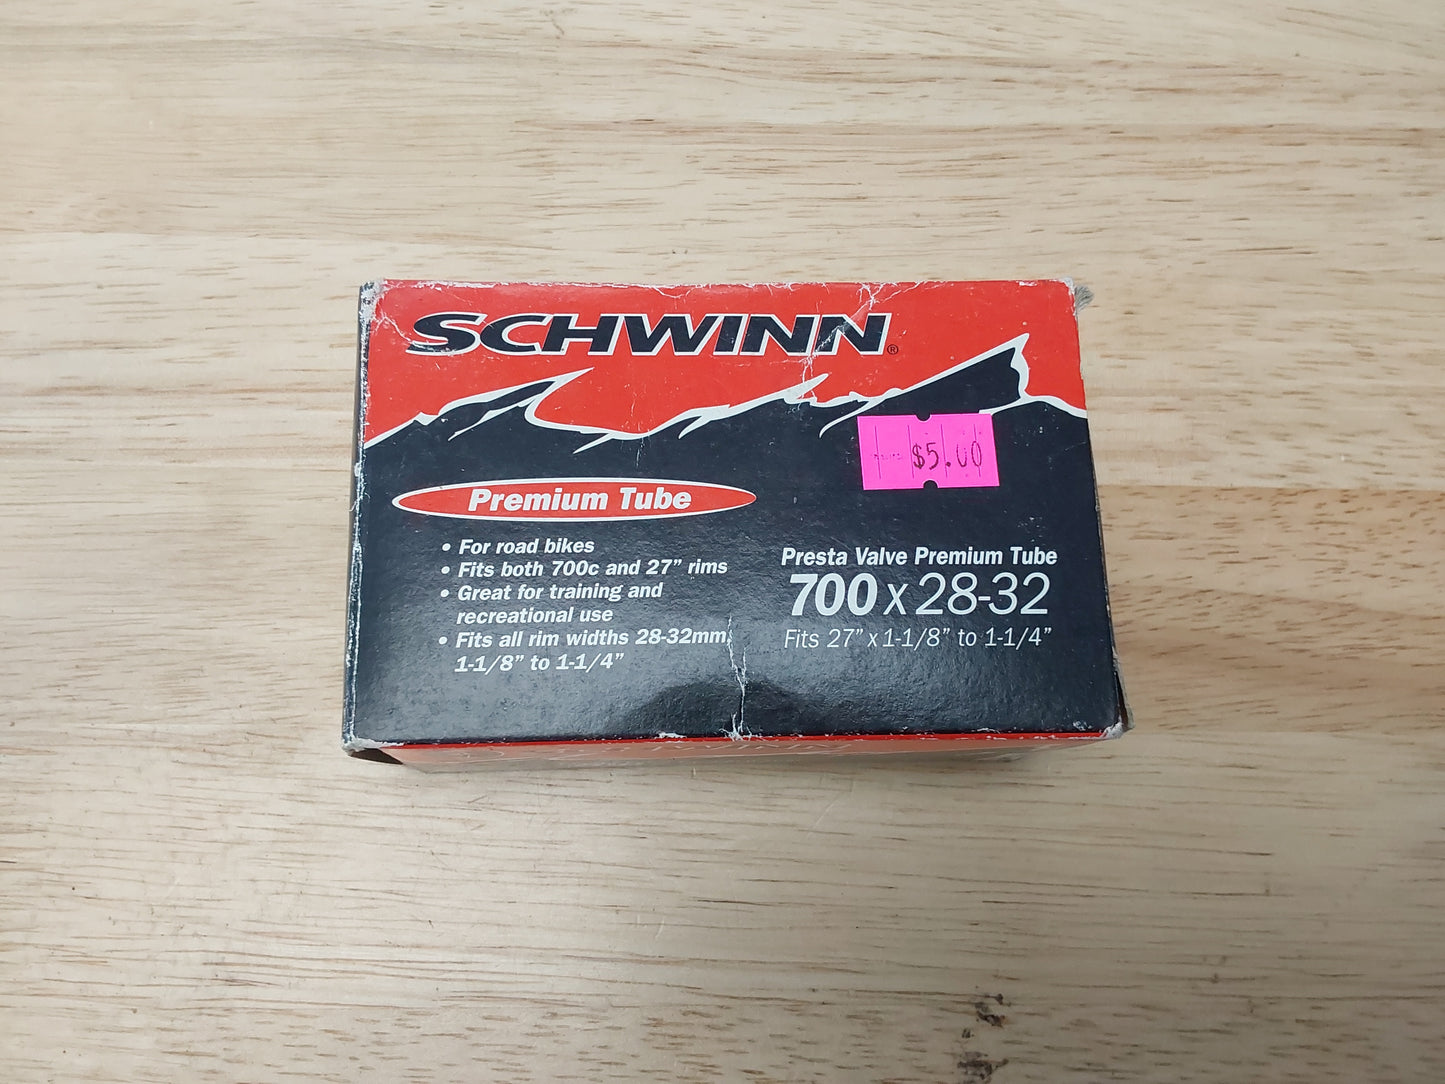 SCHWINN®
$5.00
Premium Tube
• For road bikes
• Fits both 700c and 27" rims
• Great for training and
recreational use
• Fits all rim widths 28-32mm,
1-1/8" to 1-1/4"
Presta Valve Premium Tube
700 x 28-32
Fits 27" x 1-1/8" to 1-1/4"